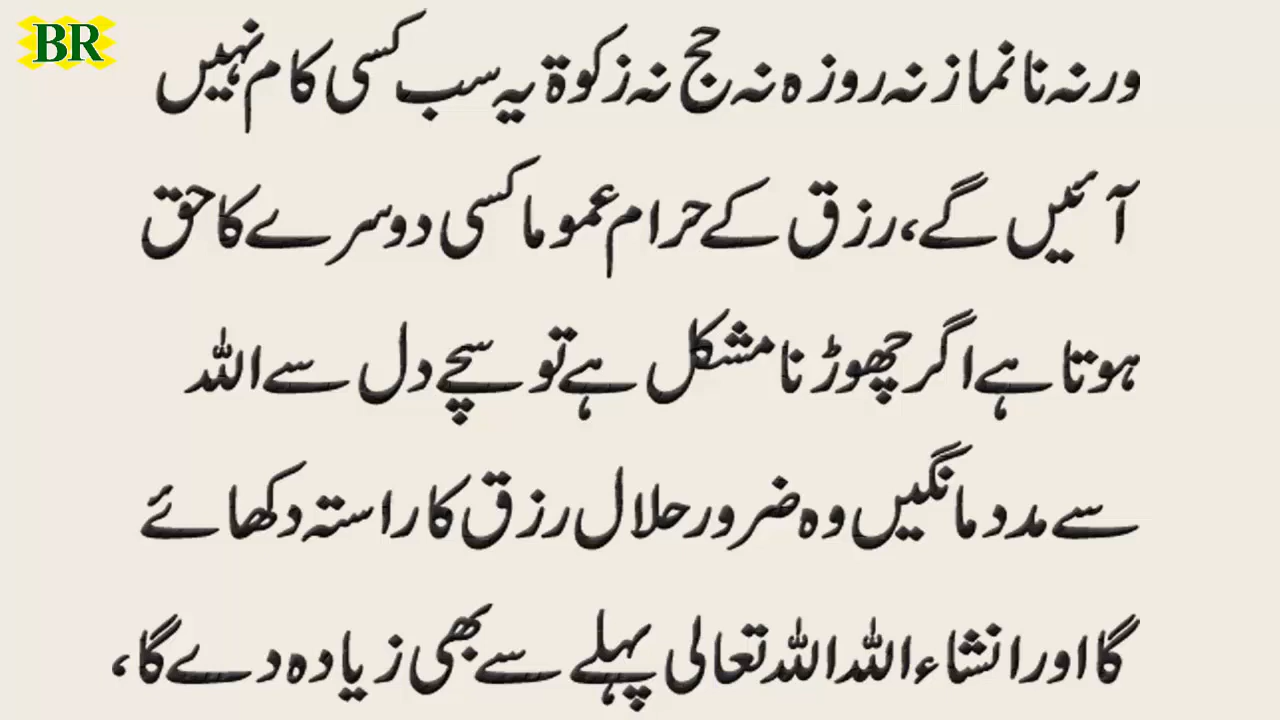 BR
ورنہ نا نماز نہ روزہ نہ حج نہ زکوۃ یہ سب کسی کام نہیں
آئیں گے، رزق کے حرام عموما کسی دوسرے کا حق
ہوتا ہے اگر چھوڑنا مشکل ہے تو سچے دل سے اللہ
سے مدد مانگیں وہ ضرور حلال رزق کا راستہ دکھائے
گا اور انشاء اللہ اللہ تعالی پہلے سے بھی زیادہ دے گا،